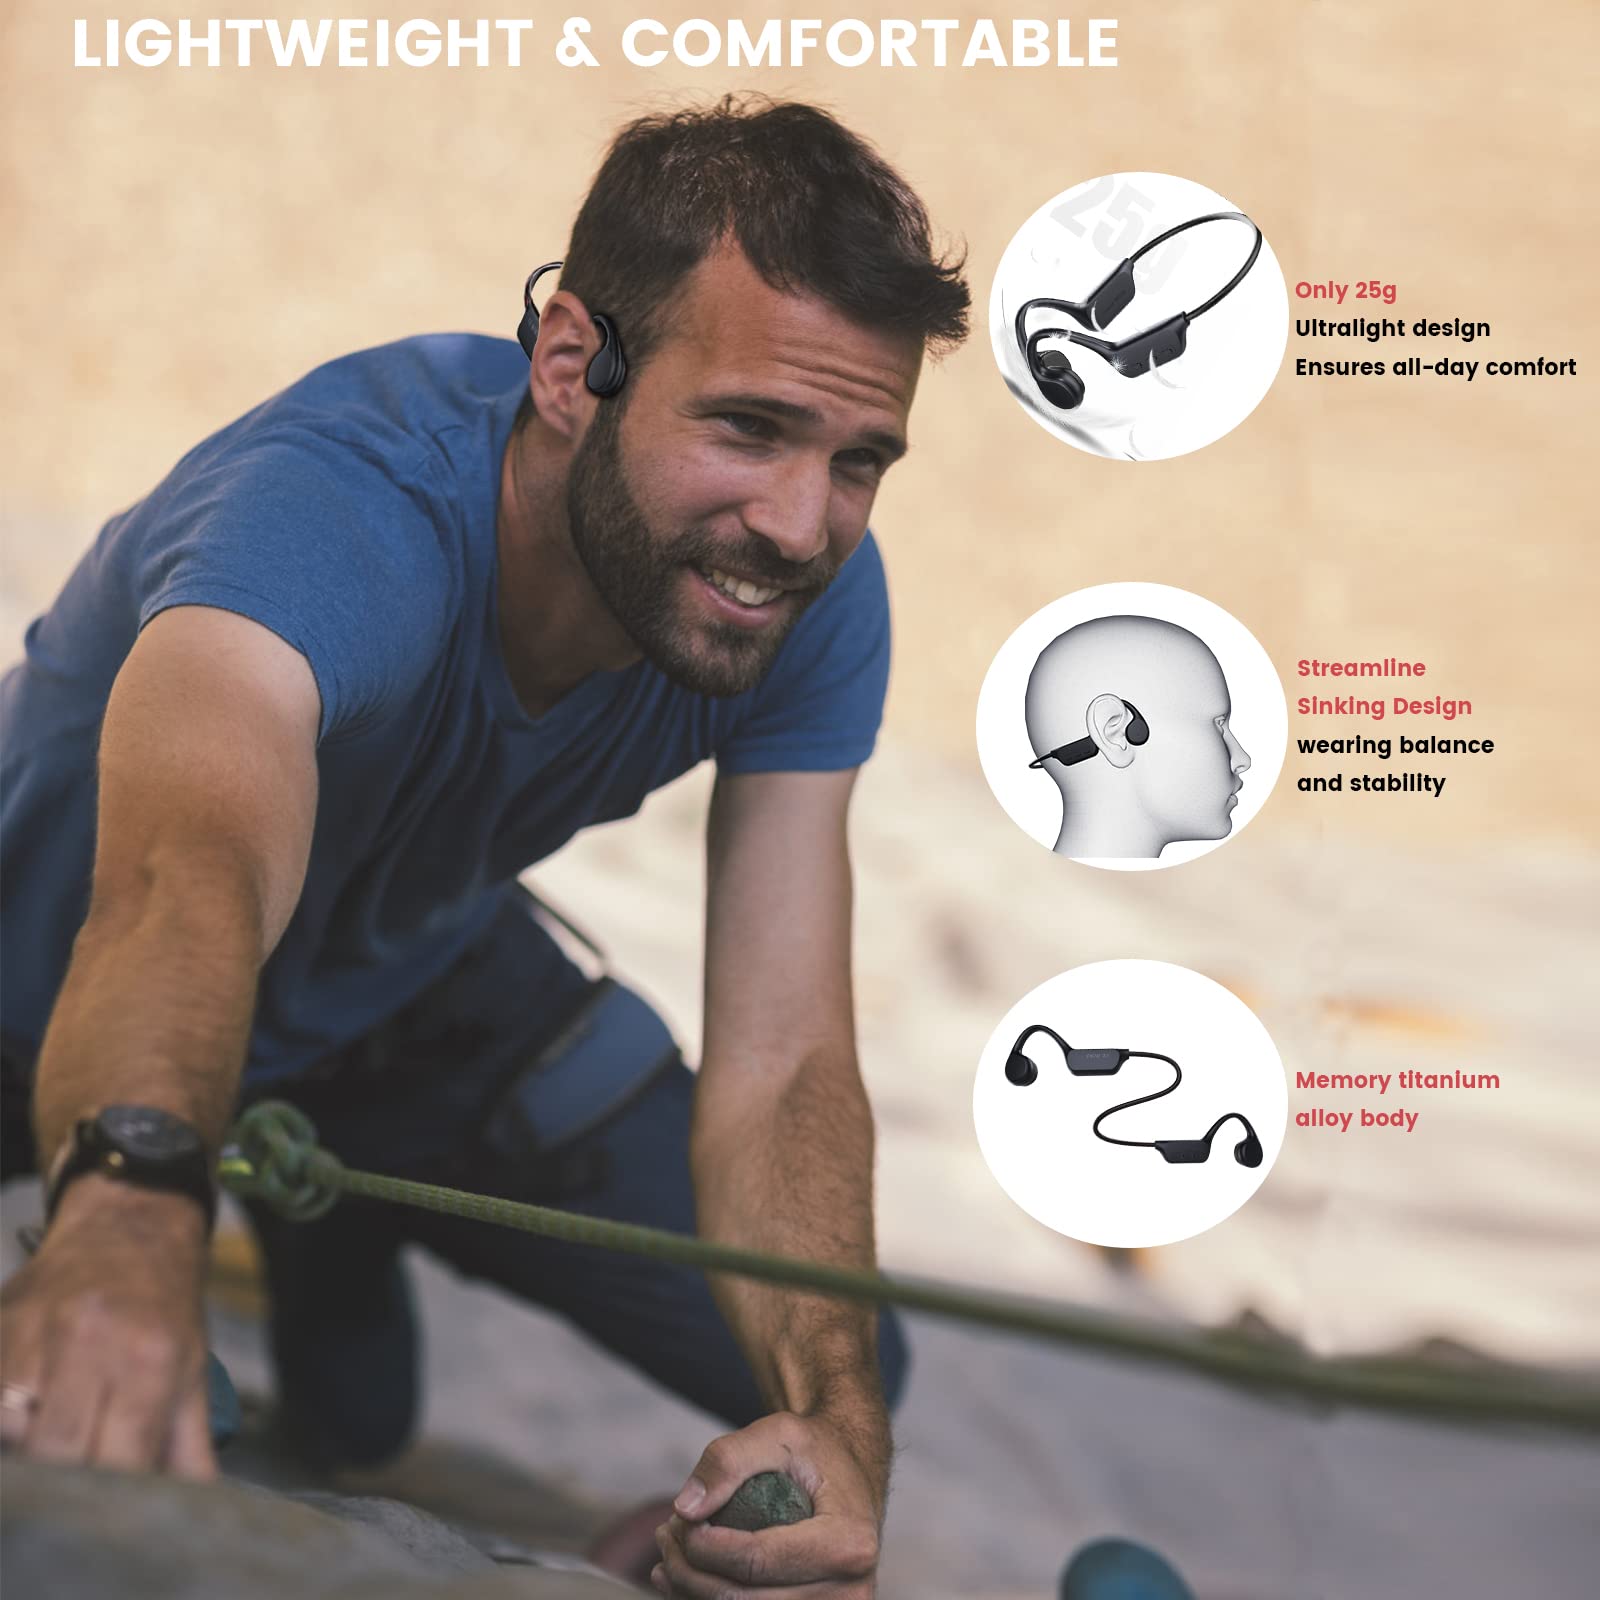 LIGHTWEIGHT & COMFORTABLE
25g
Only 25g
Ultralight design
Ensures all-day comfort
Streamline
Sinking Design
wearing balance
and stability
Memory titanium
alloy body